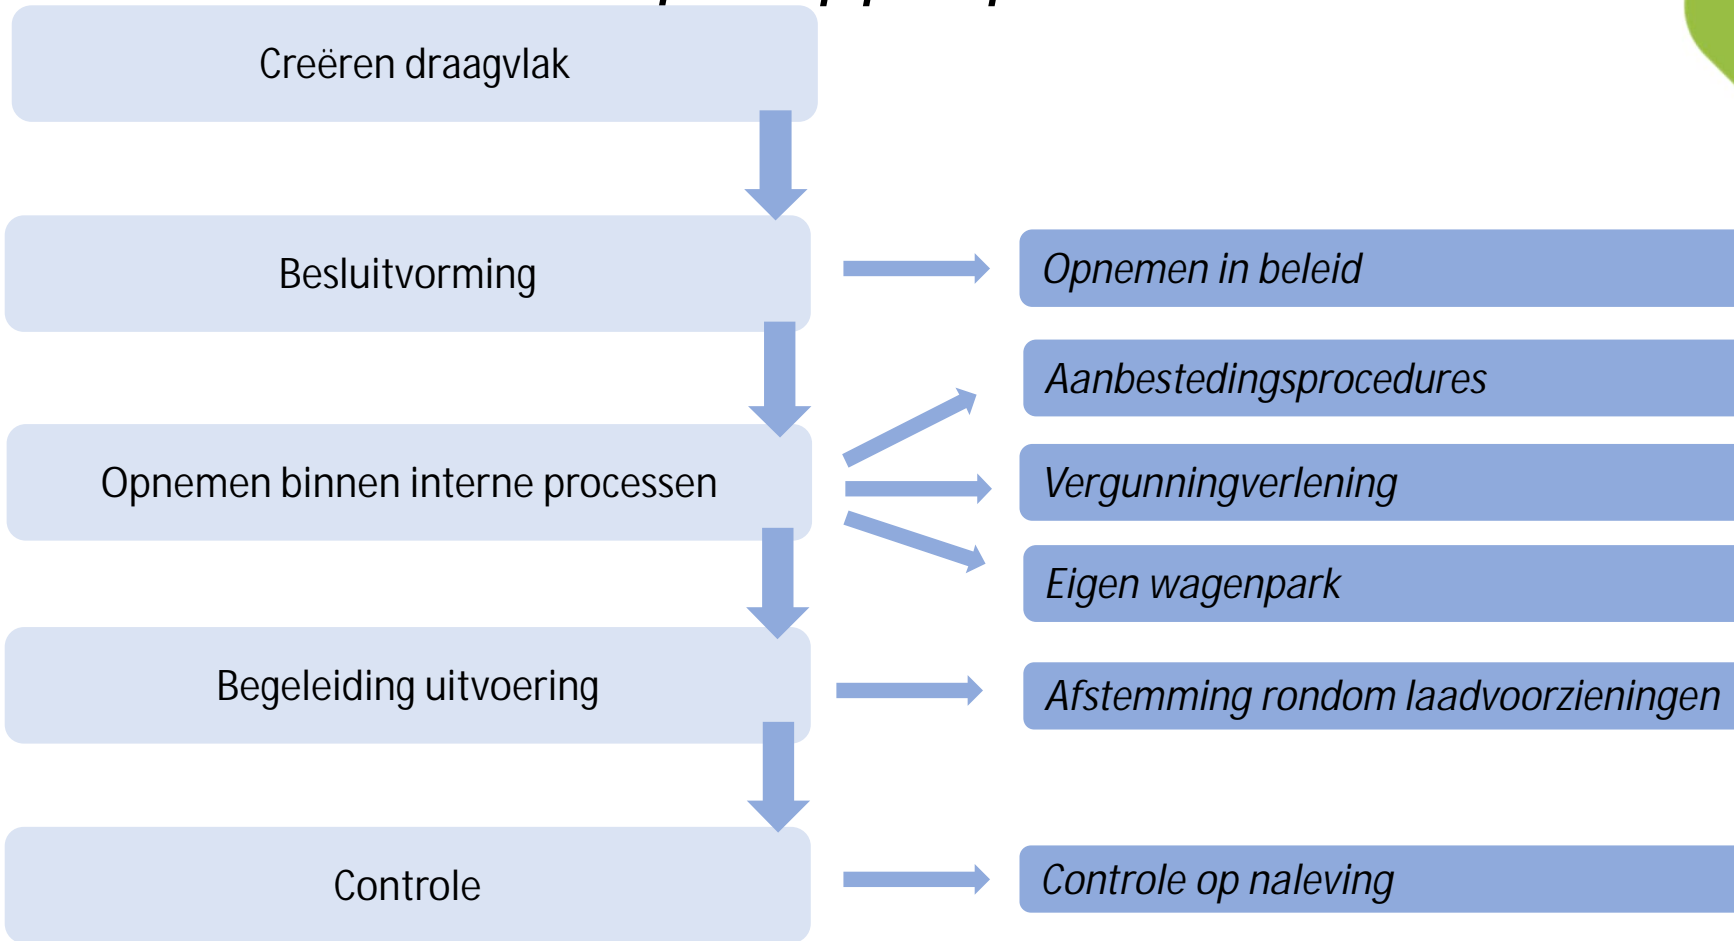 Creëren draagvlak
Besluitvorming
Opnemen in beleid
Aanbestedingsprocedures
Opnemen binnen interne processen
Vergunningverlening
Eigen wagenpark
Begeleiding uitvoering
Afstemming rondom laadvoorzieningen
Controle
Controle op naleving